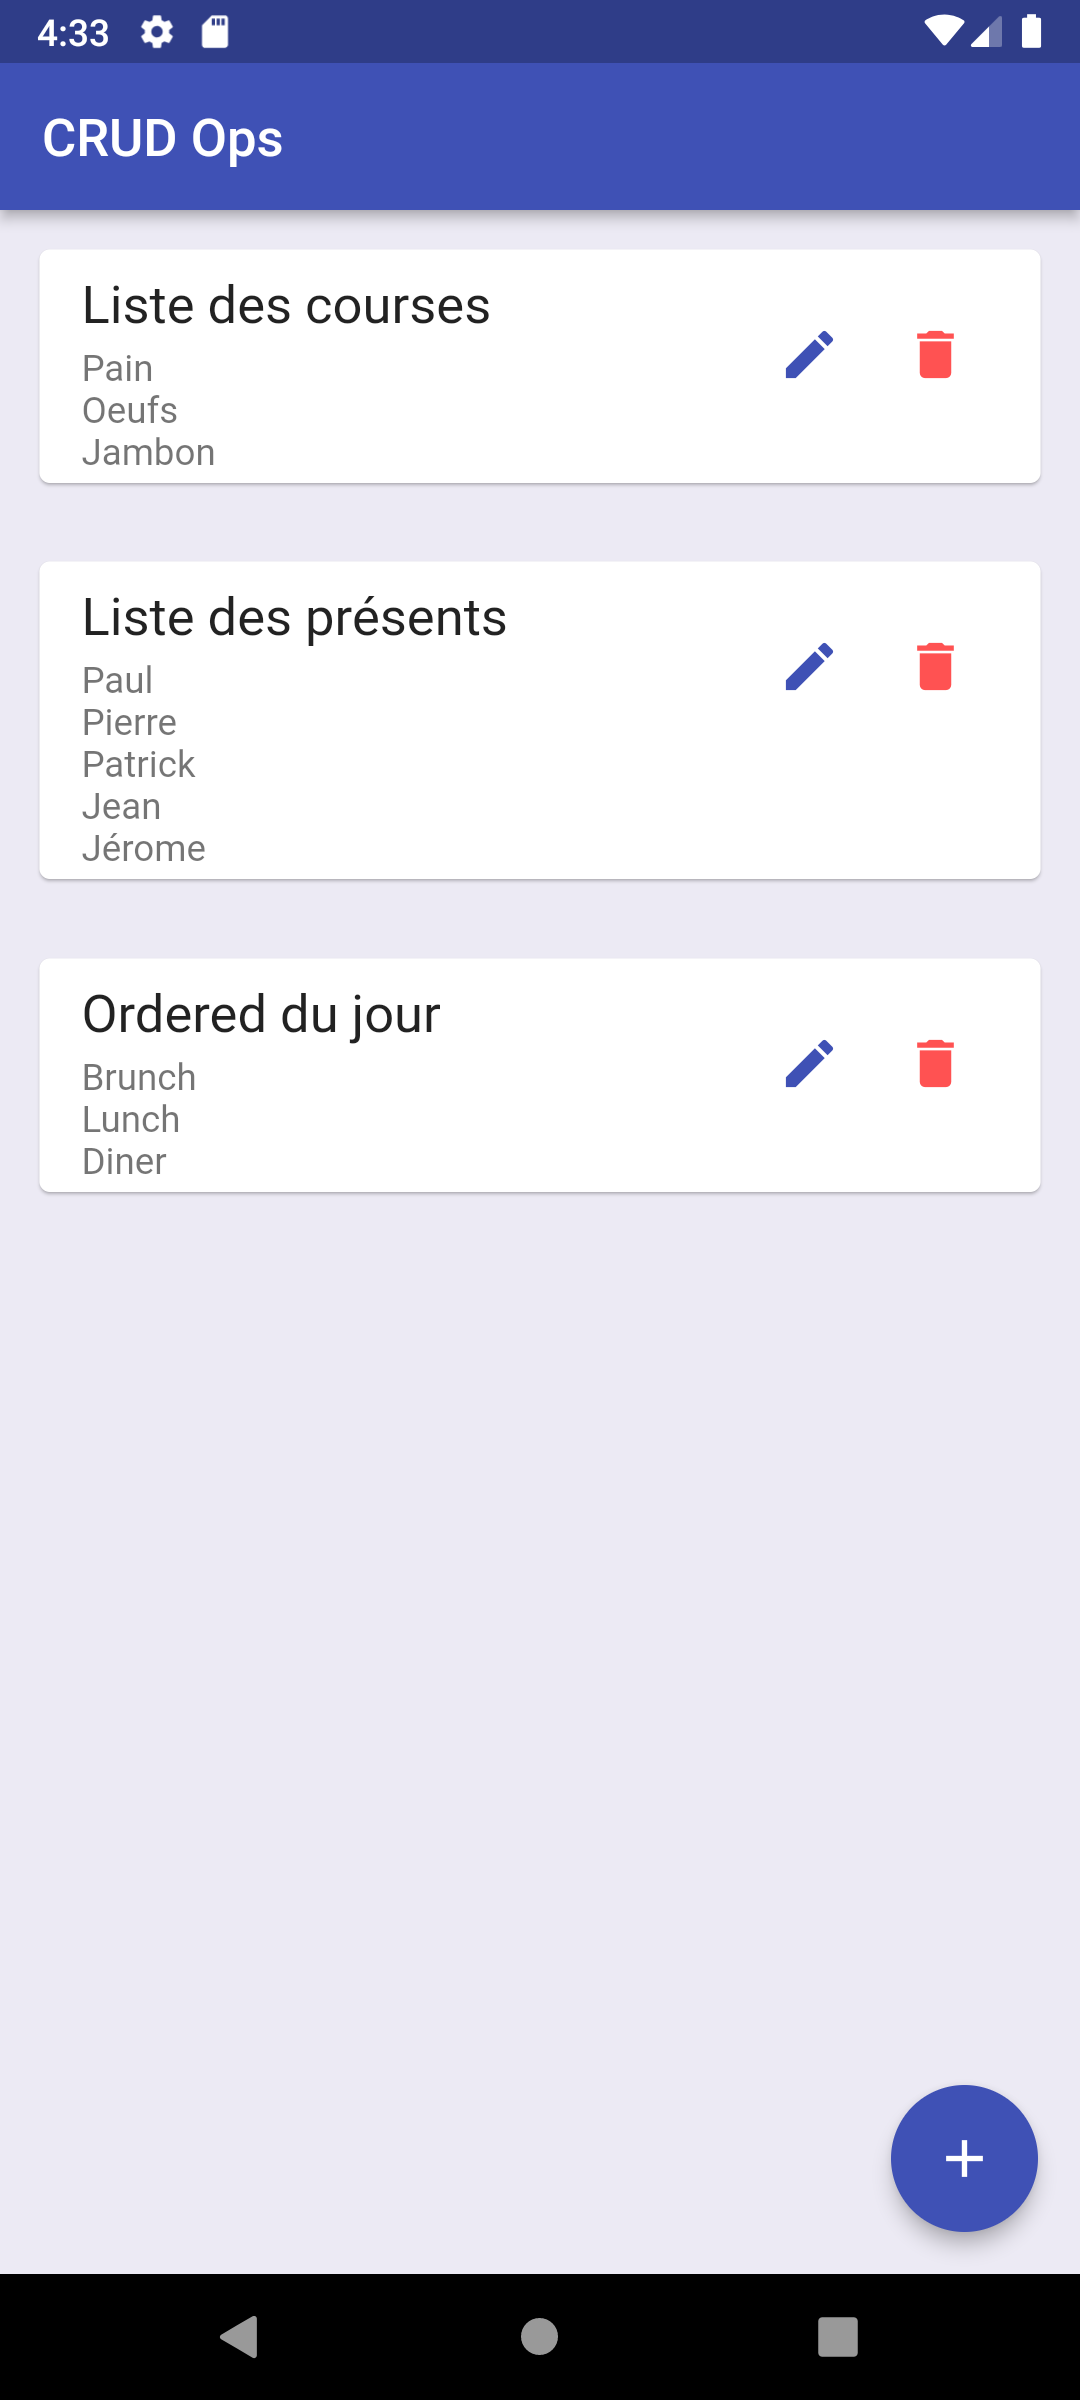 4:33
CRUD Ops
Liste des courses
Pain
Oeufs
Jambon
Liste des présents
Paul
Pierre
Patrick
Jean
Jérome
Ordered du jour
Brunch
Lunch
Diner